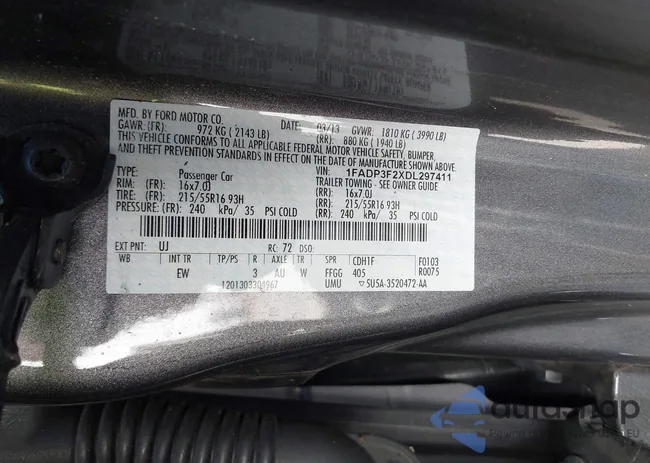 MFD. BY FORD MOTOR CO.
DATE: 03/13 GVWR: 1810 KG ( 3990 LB)
GAWR: (FR): 972 KG ( 2143 LB) (RR): 880 KG ( 1940 LB)
THIS VEHICLE CONFORMS TO ALL APPLICABLE FEDERAL MOTOR VEHICLE SAFETY, BUMPER,
AND THEFT PREVENTION STANDARDS IN EFFECT ON THE DATE OF MANUFACTURE SHOWN ABOVE.
VIN: 1FADP3F2XDL297411
TYPE: Passenger Car TRAILER TOWING -- SEE OWNER GUIDE
RIM: (FR): 16x7.0J (RR): 16x7.0J
TIRE: (FR): 215/55R16 93H (RR): 215/55R16 93H
PRESSURE: (FR): 240 kPa/ 35 PSI COLD (RR): 240 kPa/ 35 PSI COLD
EXT PNT: UJ RC: 72 DSO:
WB INT TR R AXLE TR SPR CDH1F F0103
EW 3 AU W FFGG 405 R0075
1201303304967 UMU ▽ 5U5A-3520472-AA
autosnap